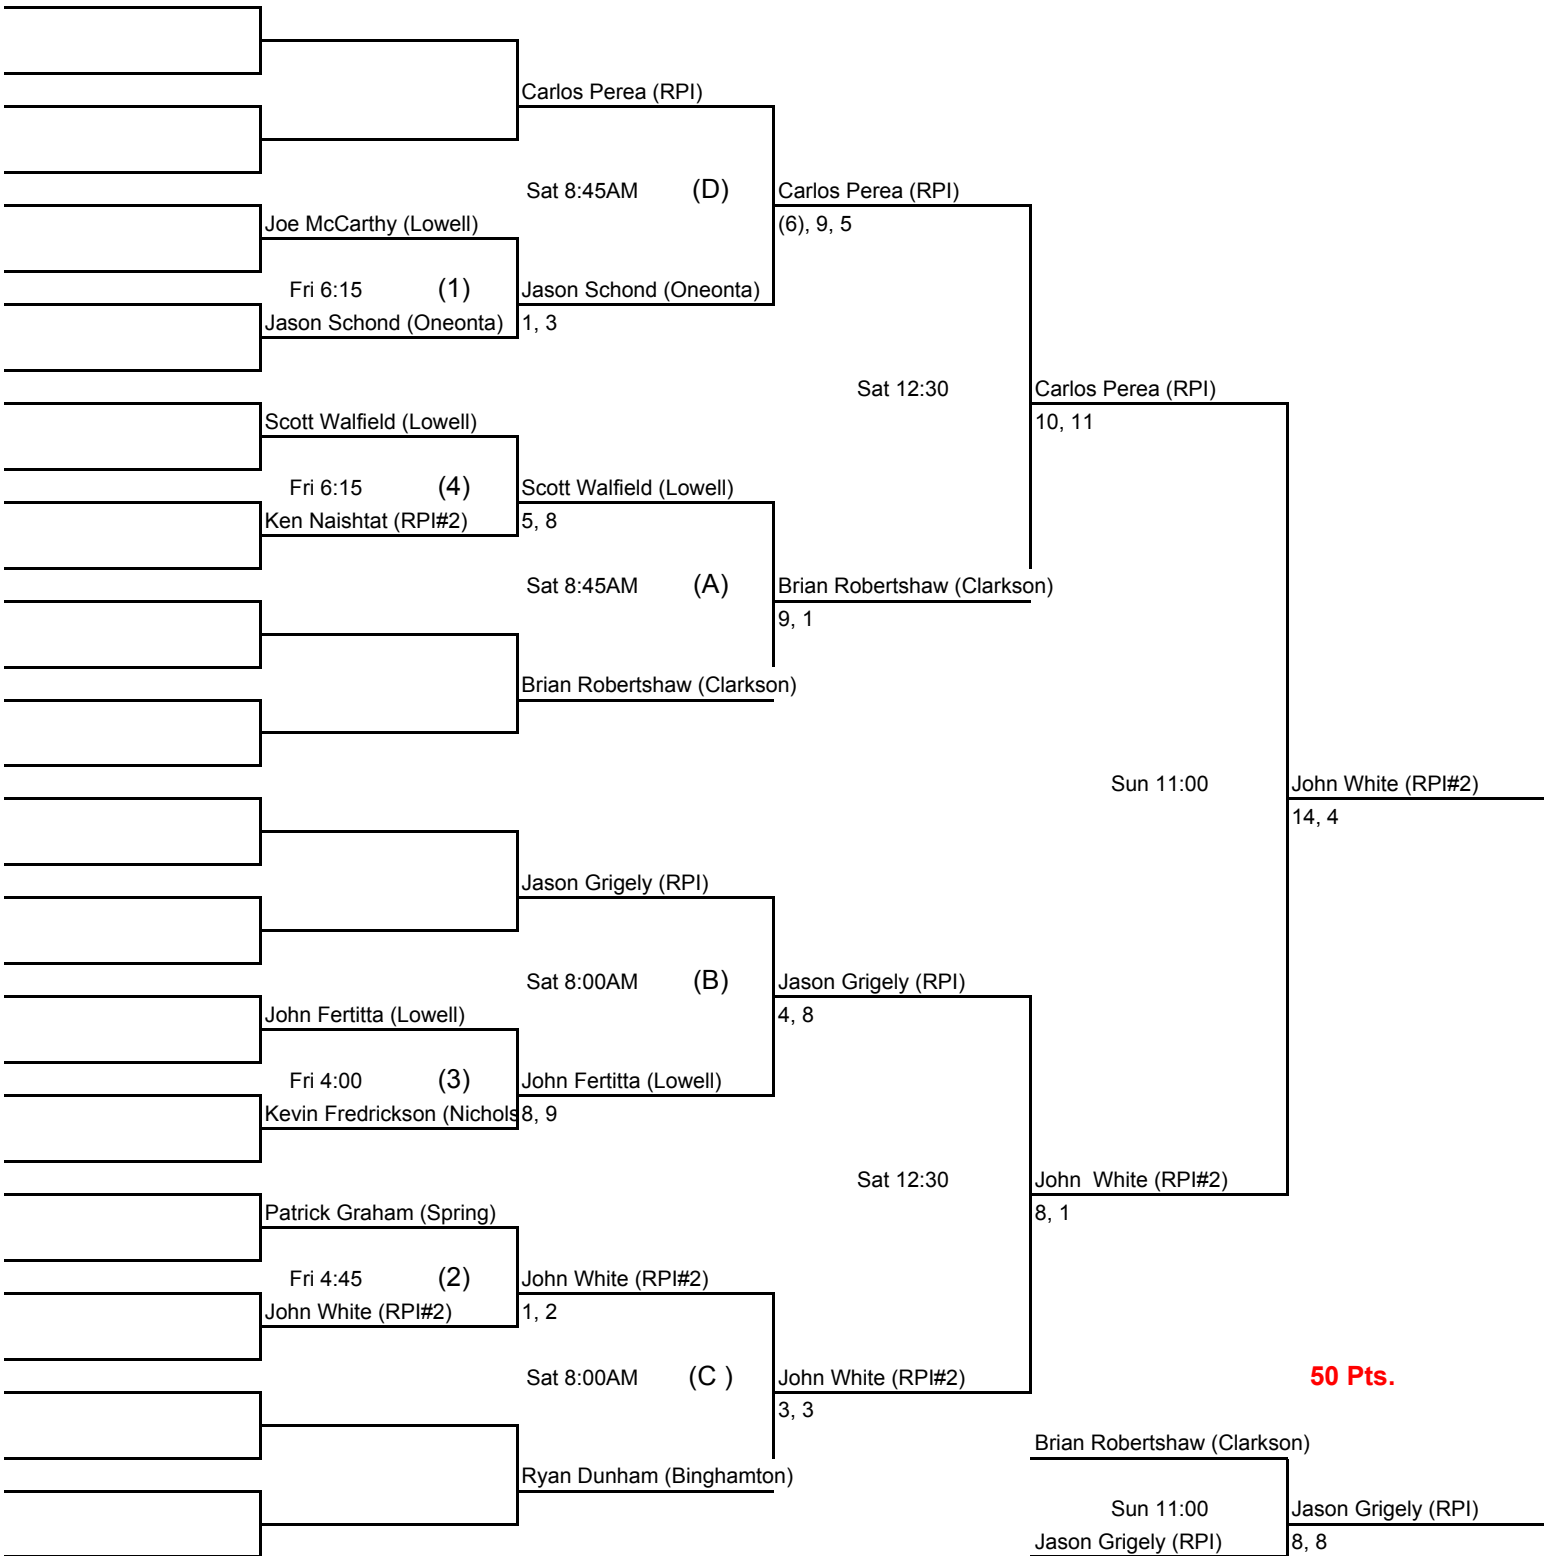 Carlos Perea (RPI)
Sat 8:45AM (D) Carlos Perea (RPI)
Joe McCarthy (Lowell) (6), 9, 5
Fri 6:15 (1) Jason Schond (Oneonta)
Jason Schond (Oneonta) 1, 3
Sat 12:30 Carlos Perea (RPI)
Scott Walfield (Lowell) 10, 11
Fri 6:15 (4) Scott Walfield (Lowell)
Ken Naishtat (RPI#2) 5, 8
Sat 8:45AM (A) Brian Robertshaw (Clarkson)
9, 1
Brian Robertshaw (Clarkson)
Sun 11:00 John White (RPI#2)
14, 4
Jason Grigely (RPI)
Sat 8:00AM (B) Jason Grigely (RPI)
John Fertitta (Lowell) 4, 8
Fri 4:00 (3) John Fertitta (Lowell)
Kevin Fredrickson (Nichols 8, 9
Sat 12:30 John  White (RPI#2)
Patrick Graham (Spring) 8, 1
Fri 4:45 (2) John White (RPI#2)
John White (RPI#2) 1, 2
Sat 8:00AM (C ) John White (RPI#2) 50 Pts.
3, 3
Brian Robertshaw (Clarkson)
Ryan Dunham (Binghamton)
Sun 11:00 Jason Grigely (RPI)
Jason Grigely (RPI) 8, 8